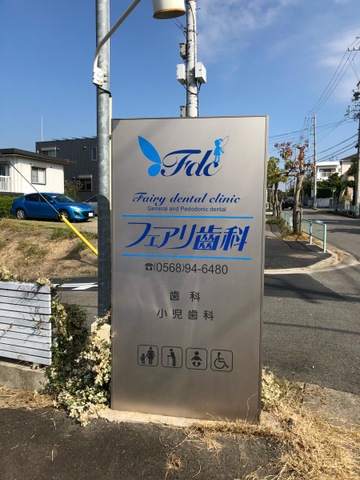 Fdc
Fairy dental clinic
General and Pedodonic dental
フェアリ歯科
☎(0568)94-6480
歯科
小児歯科